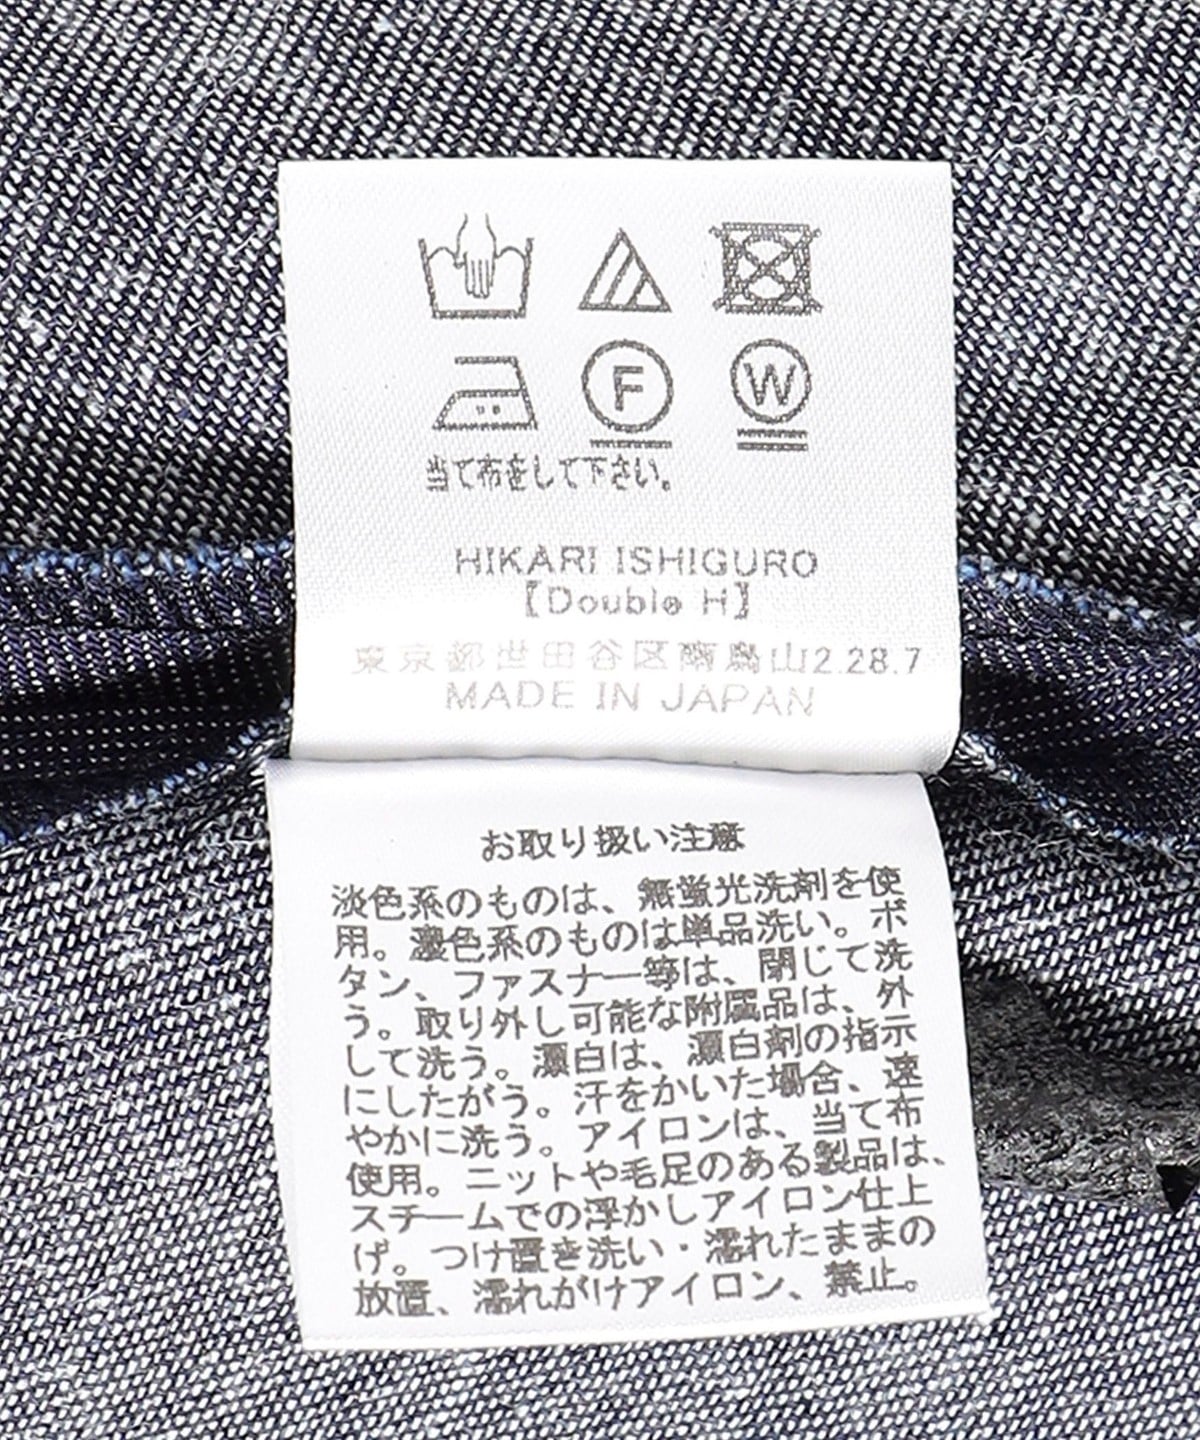 F
W
当て布をして下さい。
HIKARI ISHIGURO
【Double H】
東京都世田谷区南烏山2.28.7
MADE IN JAPAN
お取り扱い注意
淡色系のものは、無蛍光洗剤を使
用。濃色系のものは単品洗い。ボ
タン、ファスナー等は、閉じて洗
う。取り外し可能な附属品は、外
して洗う。漂白は、漂白剤の指示
にしたがう。汗をかいた場合、速
やかに洗う。アイロンは、当て布
使用。ニットや毛足のある製品は、
スチームでの浮かしアイロン仕上
げ。つけ置き洗い・濡れたままの
放置、濡れがけアイロン、禁止。